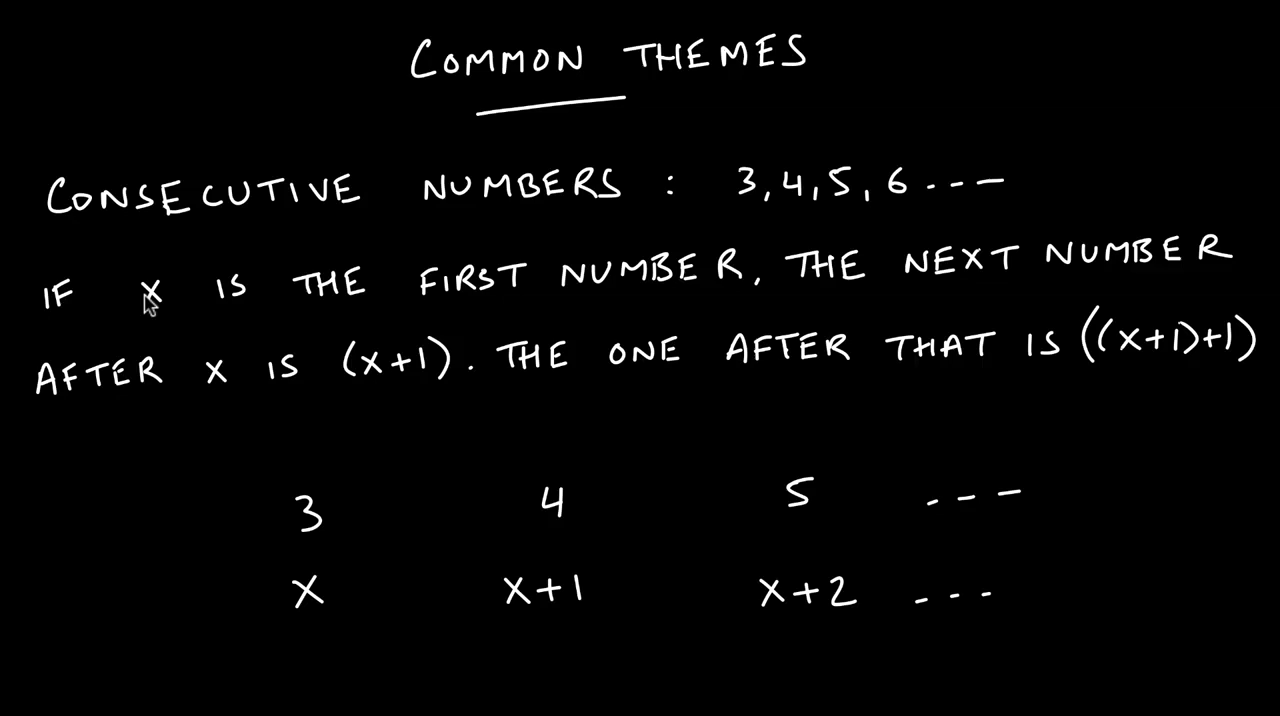 COMMON THEMES
CONSECUTIVE NUMBERS : 3, 4, 5, 6 - - -
IF X IS THE FIRST NUMBER, THE NEXT NUMBER
AFTER X IS (X+1). THE ONE AFTER THAT IS ((X+1)+1)
3 4 5 - - -
X X+1 X+2 - - -